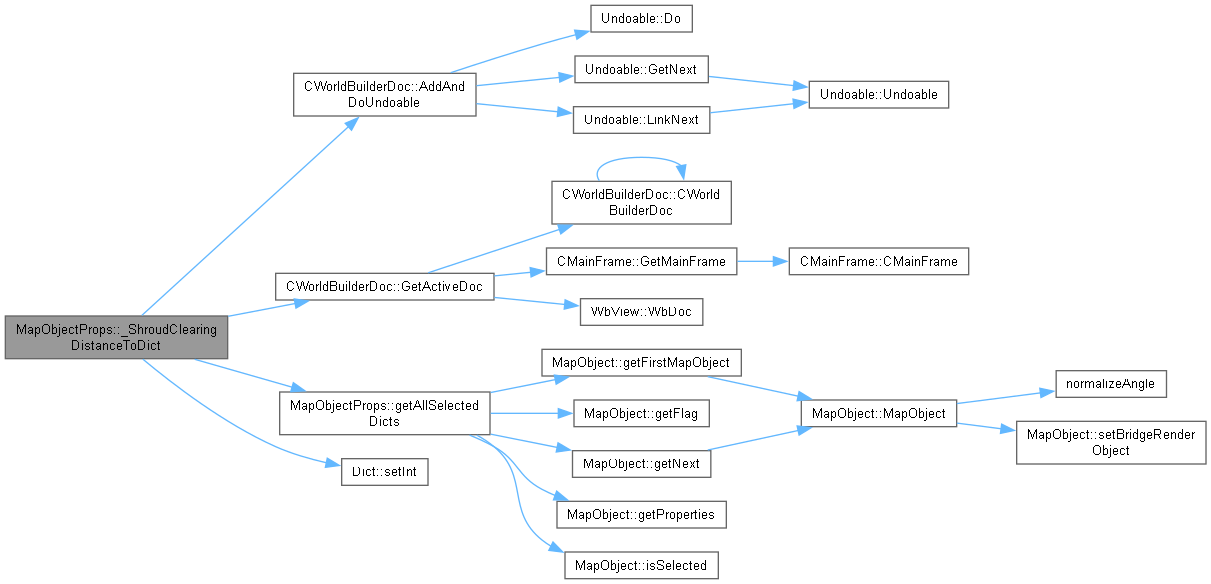 Undoable::Do
CWorldBuilderDoc::AddAnd
DoUndoable
Undoable::GetNext
Undoable::Undoable
Undoable::LinkNext
CWorldBuilderDoc::CWorld
BuilderDoc
CMainFrame::GetMainFrame
CMainFrame::CMainFrame
CWorldBuilderDoc::GetActiveDoc
WbView::WbDoc
MapObjectProps::_ShroudClearing
DistanceToDict
MapObject::getFirstMapObject
normalizeAngle
MapObjectProps::getAllSelected
Dicts
MapObject::getFlag
MapObject::MapObject
MapObject::setBridgeRender
Object
MapObject::getNext
Dict::setInt
MapObject::getProperties
MapObject::isSelected